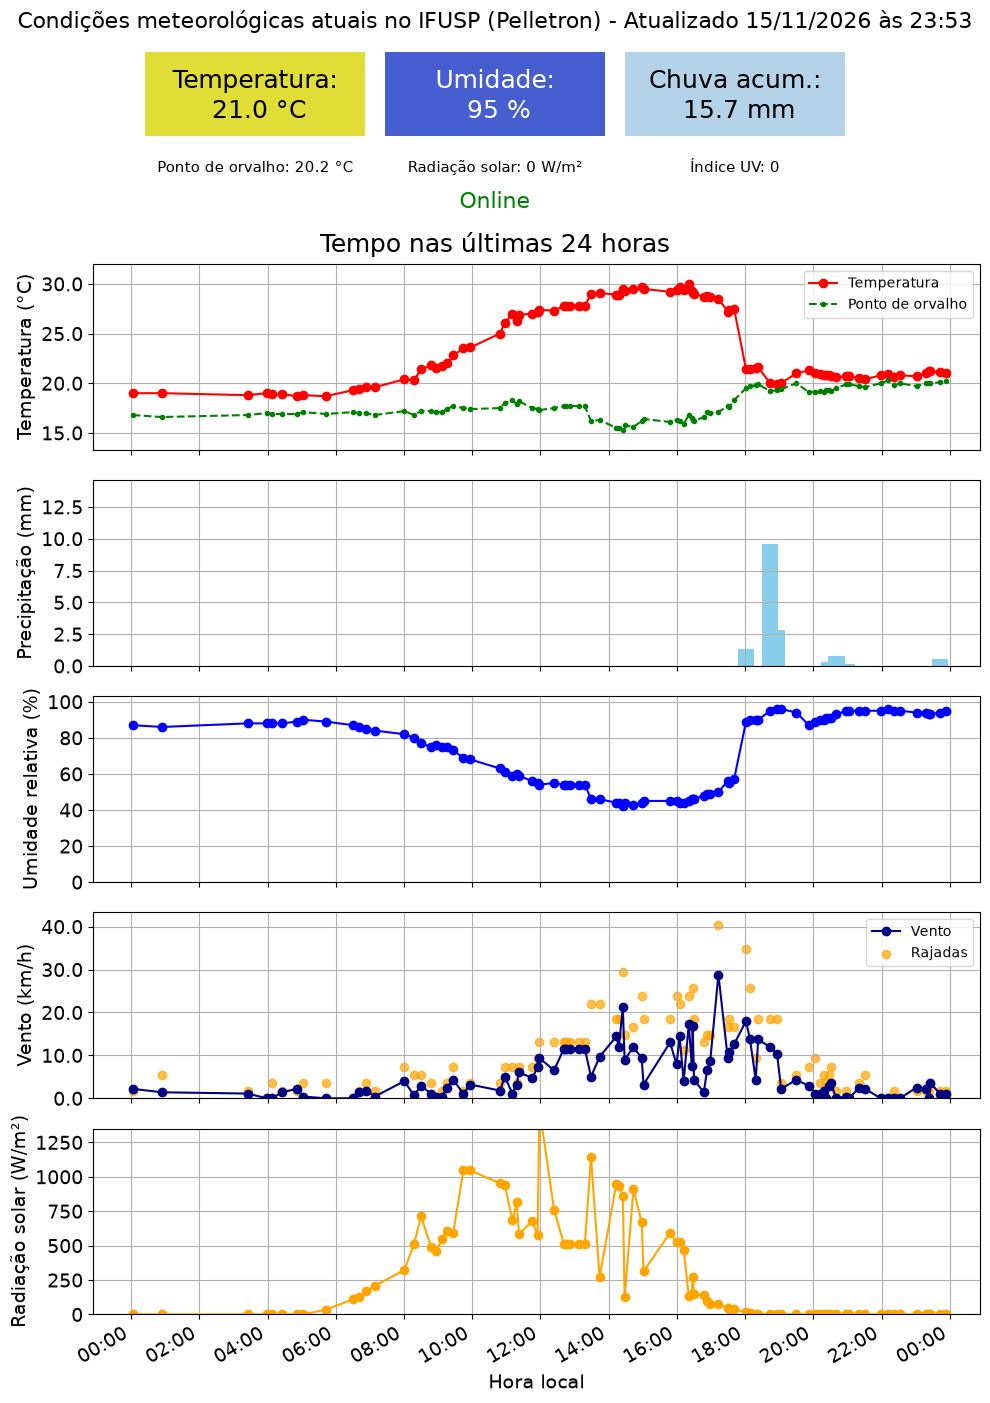 Condições meteorológicas atuais no IFUSP (Pelletron) - Atualizado 15/11/2026 às 23:53
Temperatura:
21.0 °C
Umidade:
95 %
Chuva acum.:
15.7 mm
Ponto de orvalho: 20.2 °C
Radiação solar: 0 W/m²
Índice UV: 0
Online
Tempo nas últimas 24 horas
Temperatura (°C)
30.0
25.0
20.0
15.0
Temperatura
Ponto de orvalho
Precipitação (mm)
12.5
10.0
7.5
5.0
2.5
0.0
Umidade relativa (%)
100
80
60
40
20
0
Vento (km/h)
40.0
30.0
20.0
10.0
0.0
Vento
Rajadas
Radiação solar (W/m²)
1250
1000
750
500
250
0
00:00
02:00
04:00
06:00
08:00
10:00
12:00
14:00
16:00
18:00
20:00
22:00
00:00
Hora local